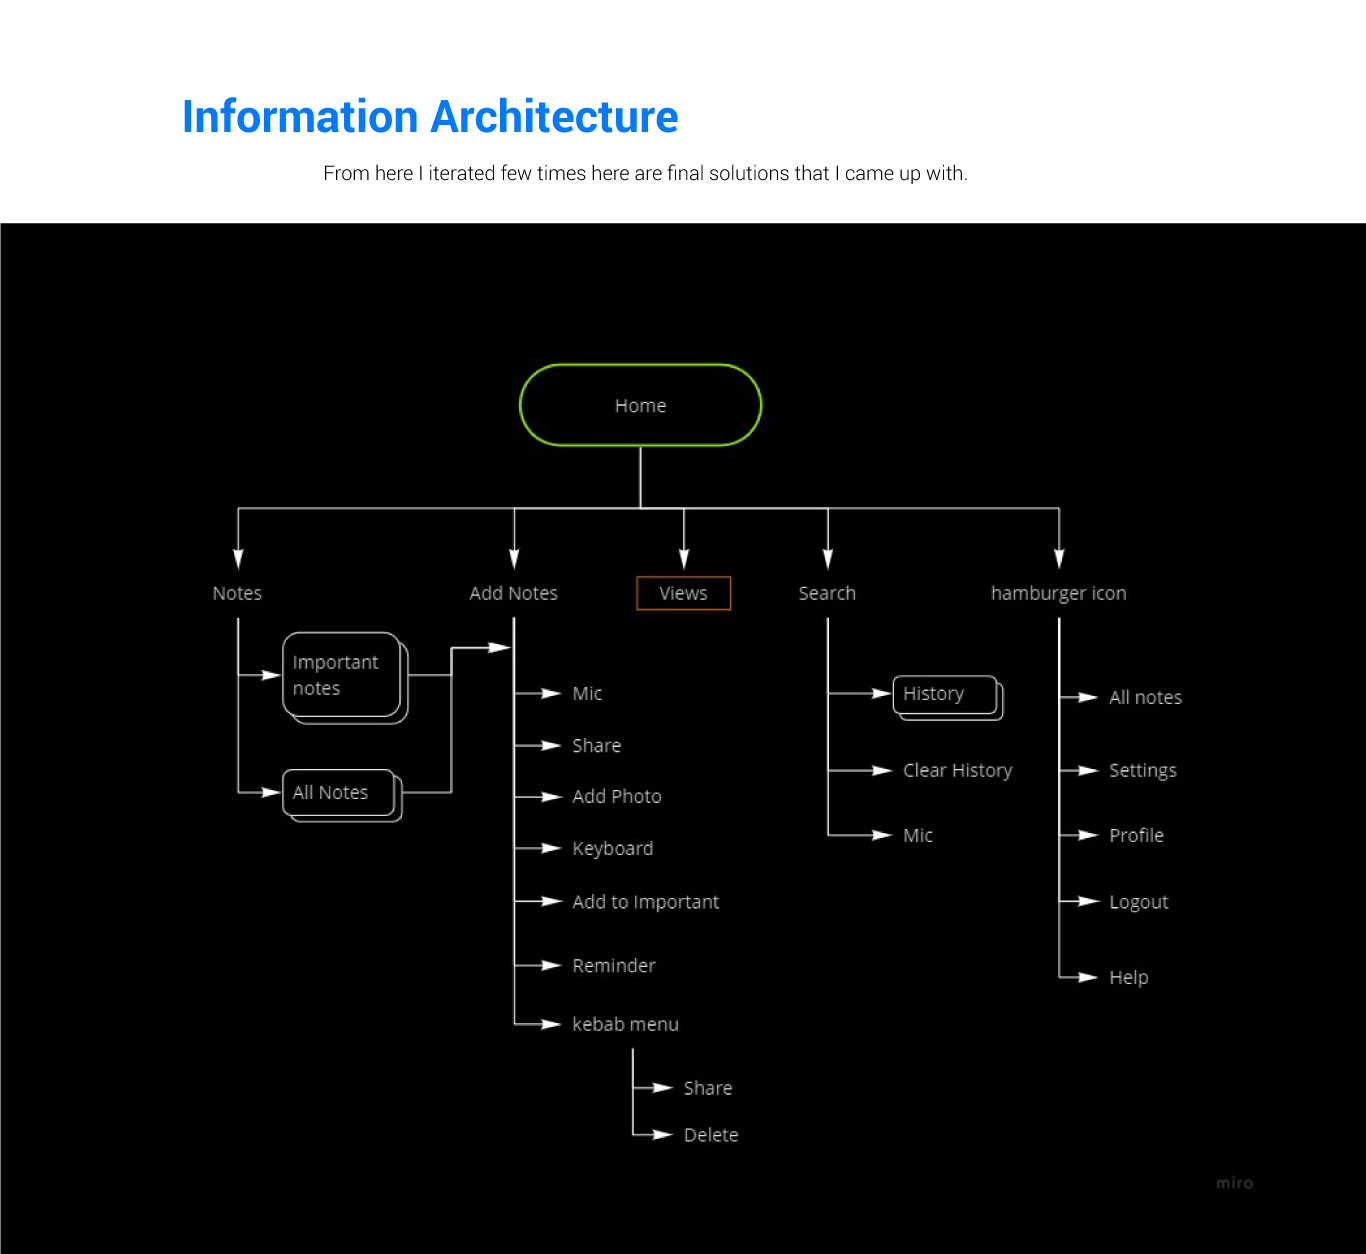 Information Architecture
From here I iterated few times here are final solutions that I came up with.
Home
Notes
Add Notes
Views
Search
hamburger icon
Important
notes
All Notes
Mic
Share
Add Photo
Keyboard
Add to Important
Reminder
kebab menu
Share
Delete
History
Clear History
Mic
All notes
Settings
Profile
Logout
Help
miro